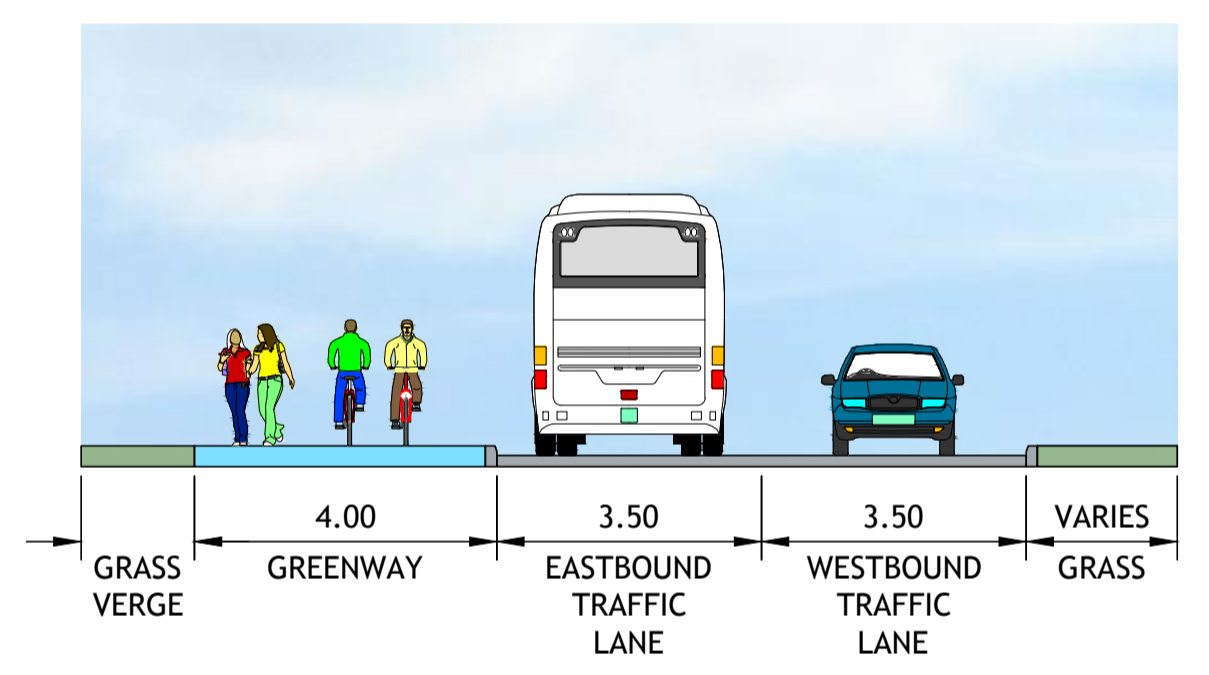 4.00
3.50
3.50
VARIES
GRASS
VERGE
GREENWAY
EASTBOUND
TRAFFIC
LANE
WESTBOUND
TRAFFIC
LANE
GRASS